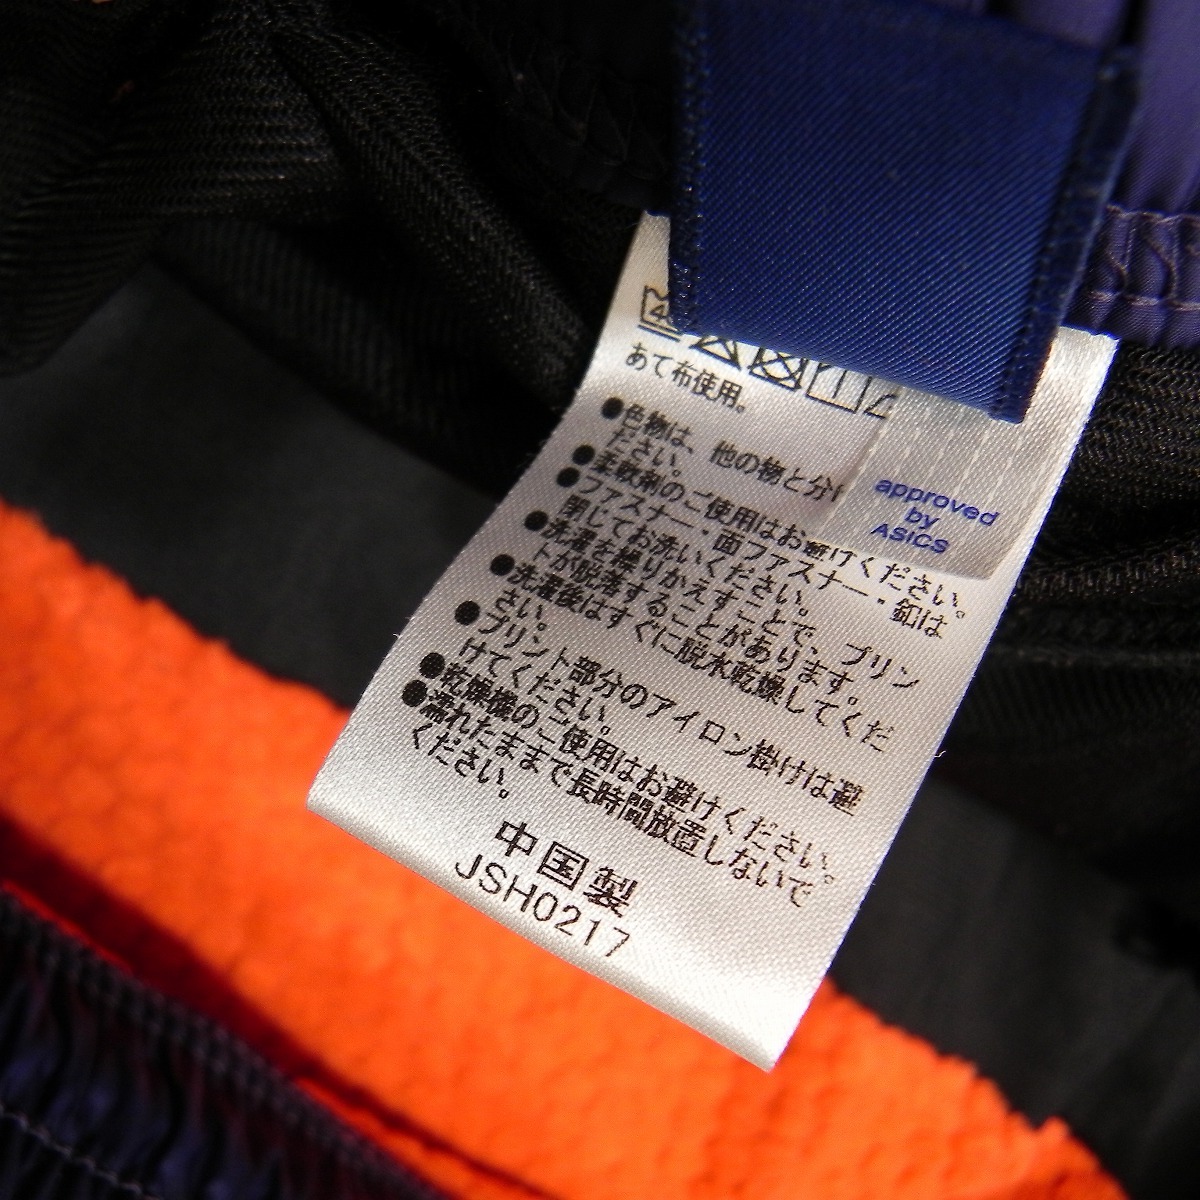 あて布使用。
●色物は、他の物と分け
ださい。
●柔軟剤のご使用はお避けください。
●ファスナー、面ファスナー、釦は
閉じてお洗いください。
●洗濯を繰りかえすことで、プリン
トが脱落することがあります。
●洗濯後はすぐに脱水乾燥してくだ
さい。
●プリント部分のアイロン掛けは避
けてください。
●乾燥機のご使用はお避けください。
●濡れたままで長時間放置しないで
ください。
中国製
JSH0217
approved
by
ASICS